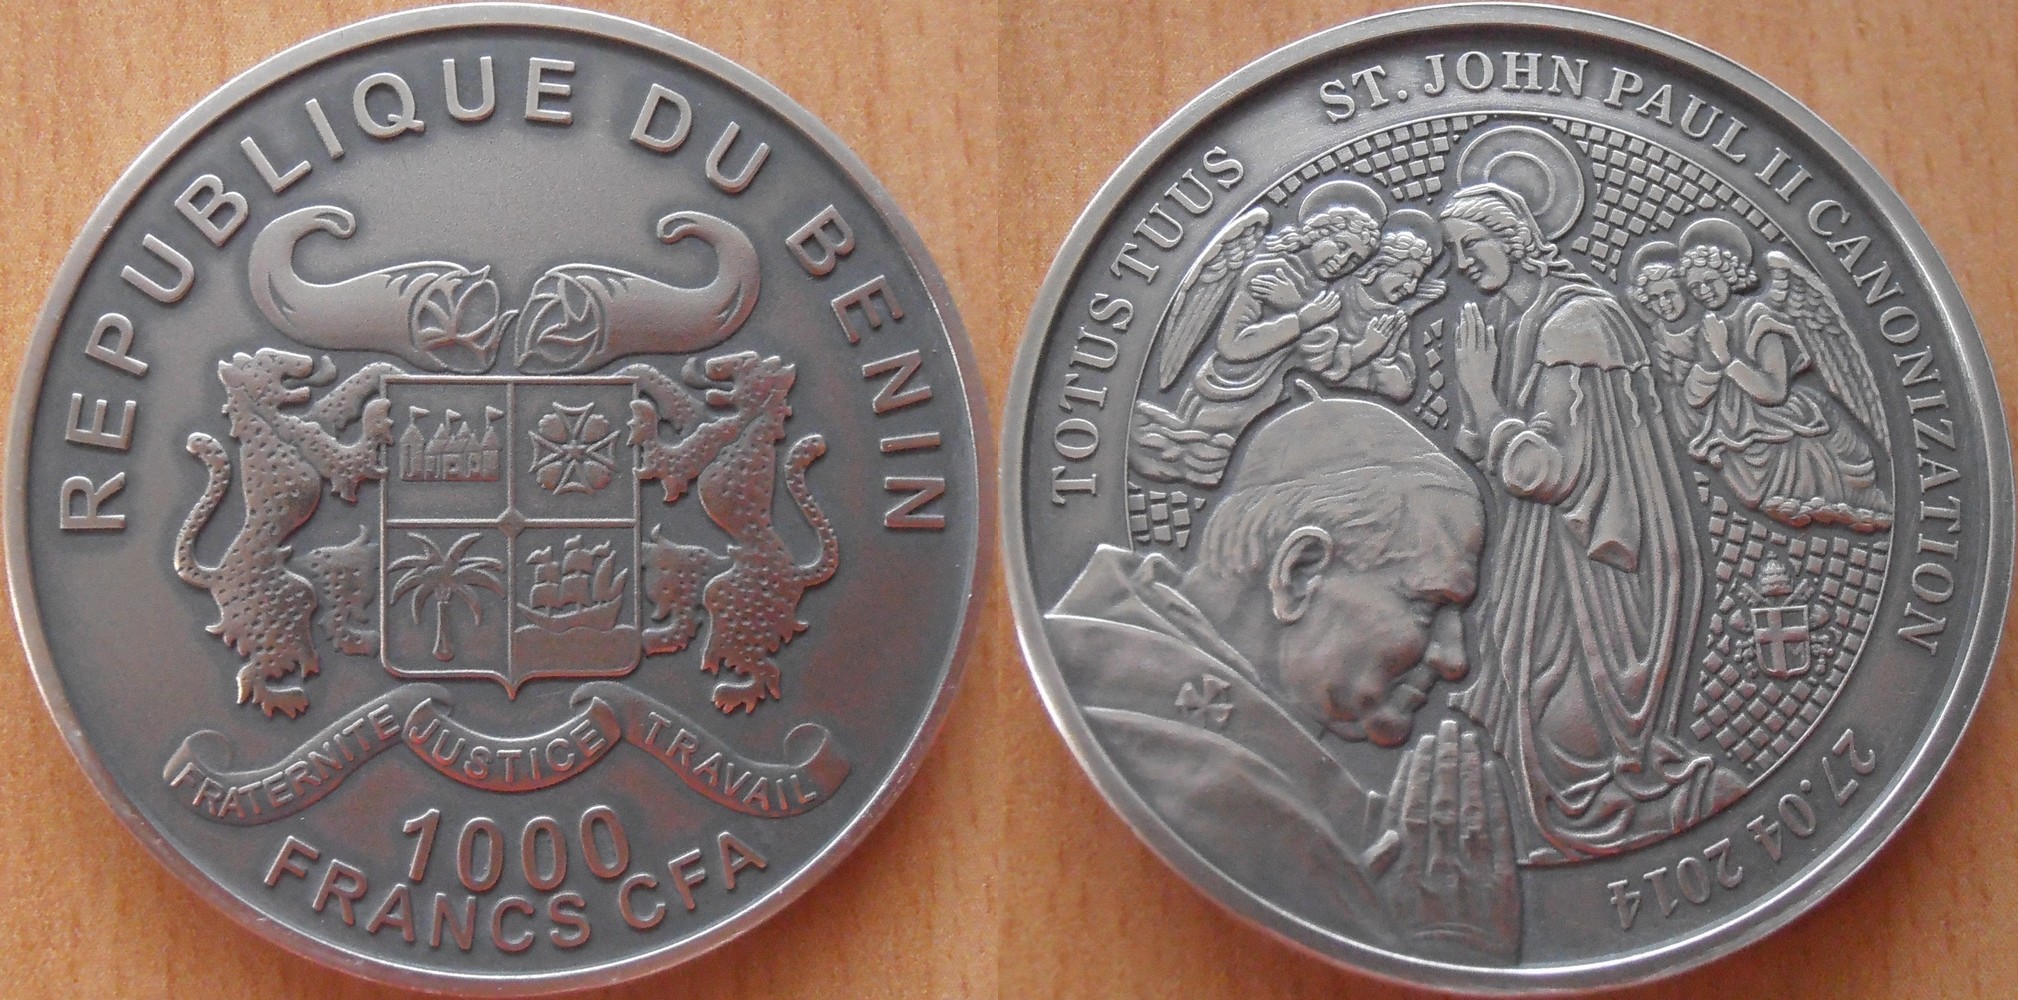 REPUBLIQUE DU BENIN
FRATERNITE JUSTICE TRAVAIL
1000
FRANCS CFA
TOTUS TUUS
ST. JOHN PAUL II CANONIZATION
27.04 2014